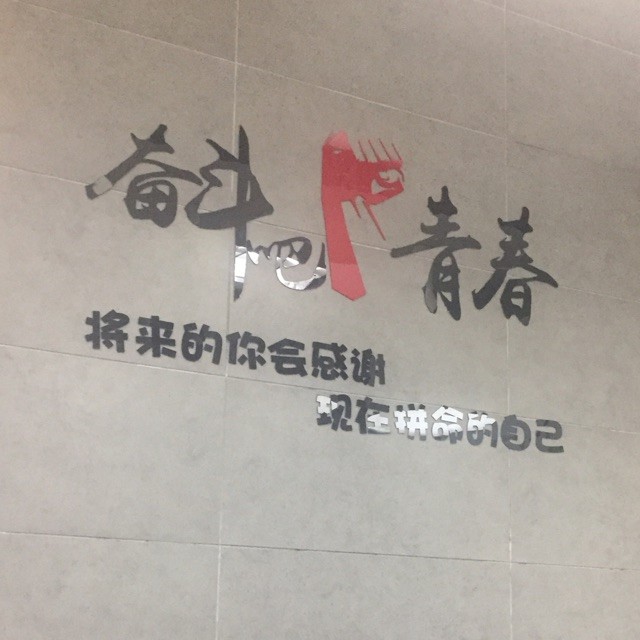 奋斗吧青春
将来的你会感谢
现在拼命的自己